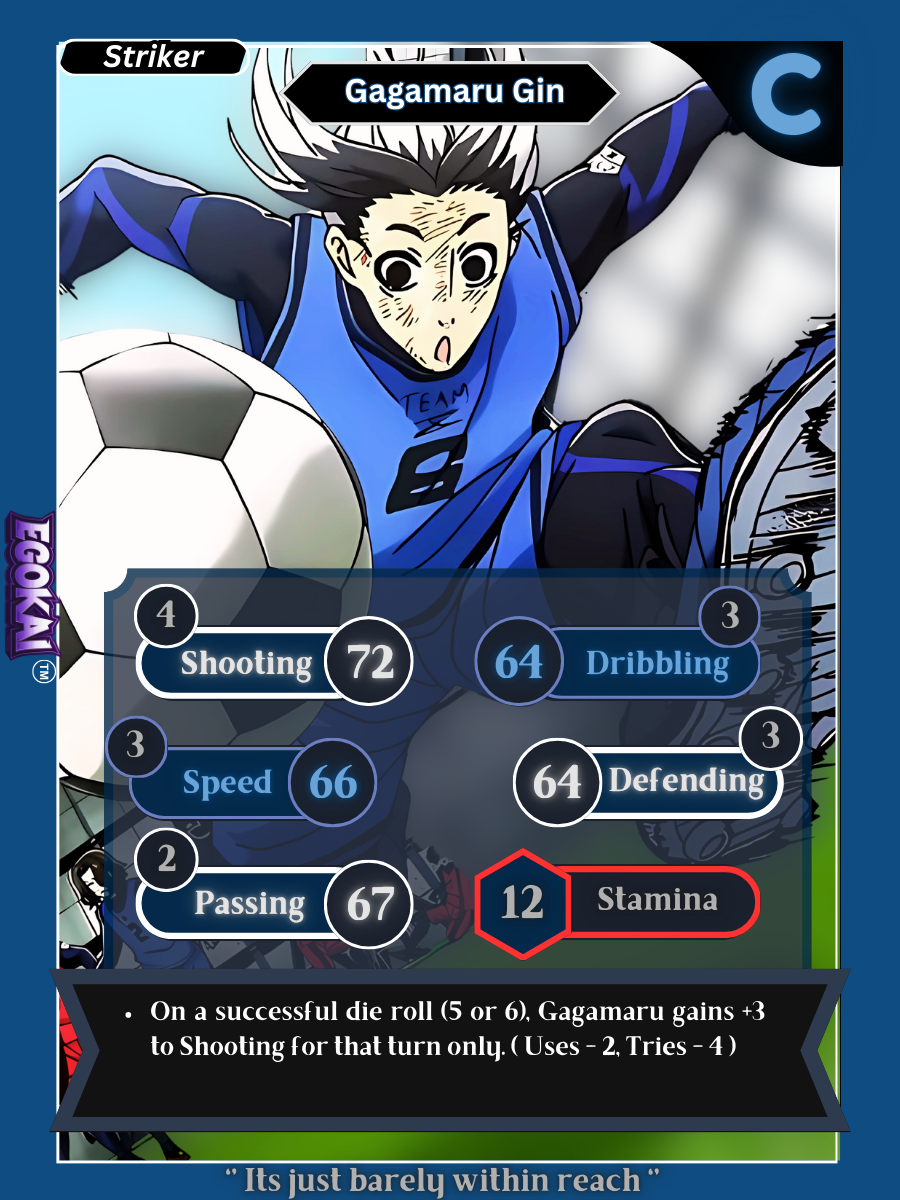 Striker
Gagamaru Gin
C
TEAM
Z
8
EGOKAI
TM
4
Shooting 72
3
64 Dribbling
3
Speed 66
3
64 Defending
2
Passing 67
12 Stamina
• On a successful die roll (5 or 6), Gagamaru gains +3
to Shooting for that turn only. ( Uses - 2, Tries - 4 )
“ Its just barely within reach “